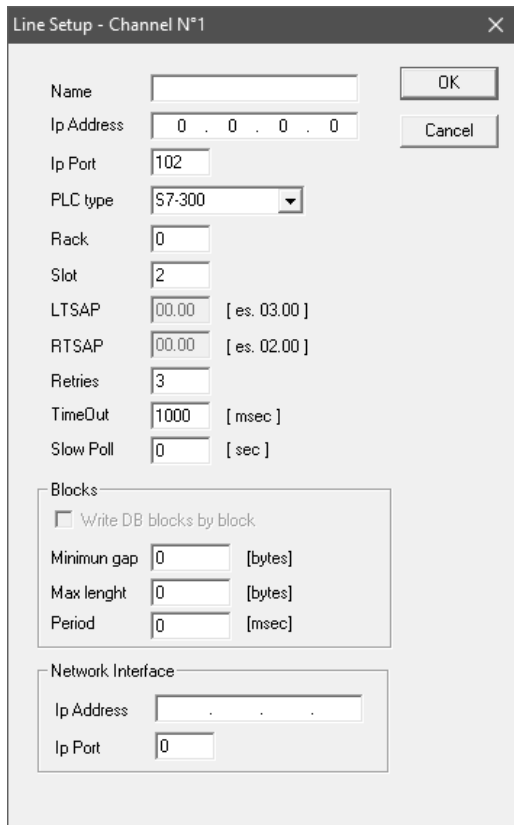 Line Setup - Channel N°1
OK
Name
Ip Address 0 . 0 . 0 . 0
Cancel
Ip Port 102
PLC type S7-300
Rack 0
Slot 2
LTSAP 00.00 [ es. 03.00 ]
RTSAP 00.00 [ es. 02.00 ]
Retries 3
TimeOut 1000 [ msec ]
Slow Poll 0 [ sec ]
Blocks
Write DB blocks by block
Minimun gap 0 [bytes]
Max lenght 0 [bytes]
Period 0 [msec]
Network Interface
Ip Address . . .
Ip Port 0